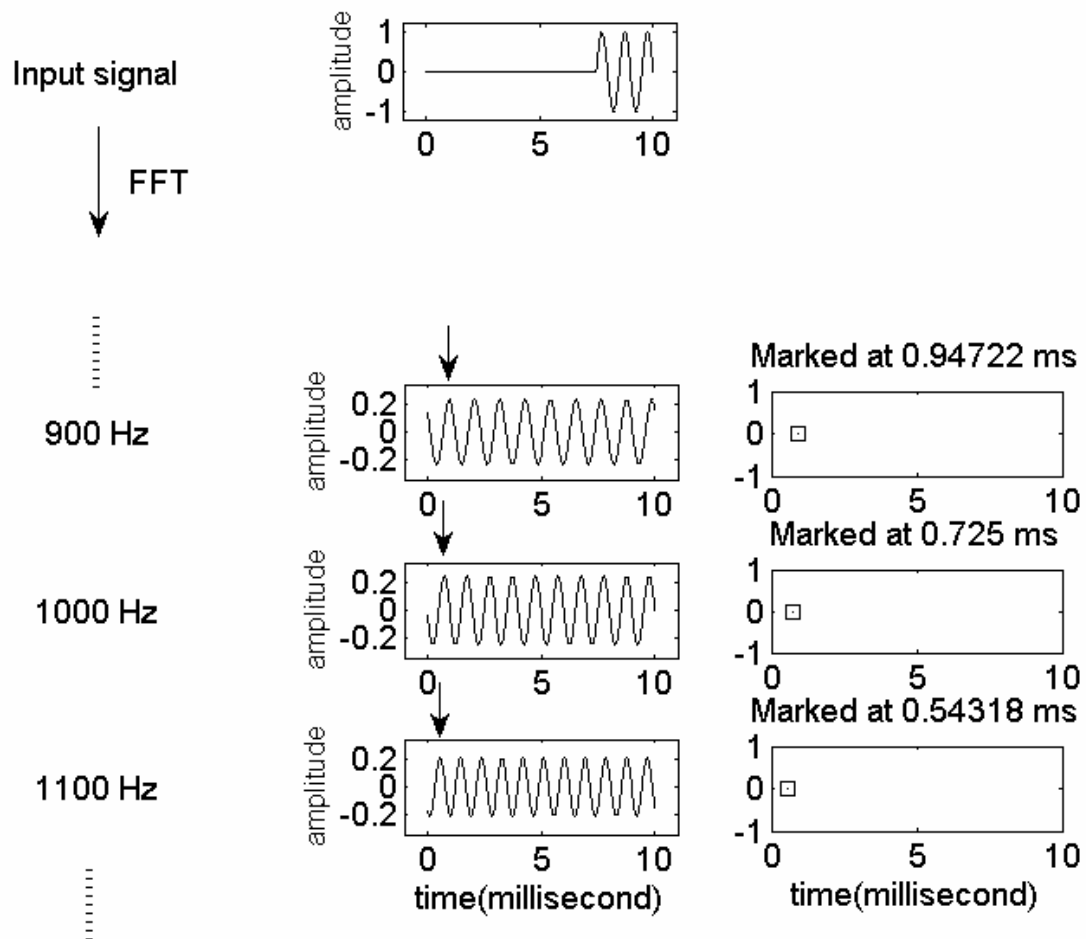 Input signal
amplitude
1
0
-1
0 5 10
FFT
900 Hz
amplitude
0.2
0
-0.2
0 5 10
Marked at 0.94722 ms
1
0
-1
0 5 10
1000 Hz
amplitude
0.2
0
-0.2
0 5 10
Marked at 0.725 ms
1
0
-1
0 5 10
1100 Hz
amplitude
0.2
0
-0.2
0 5 10
time(millisecond)
Marked at 0.54318 ms
1
0
-1
0 5 10
time(millisecond)